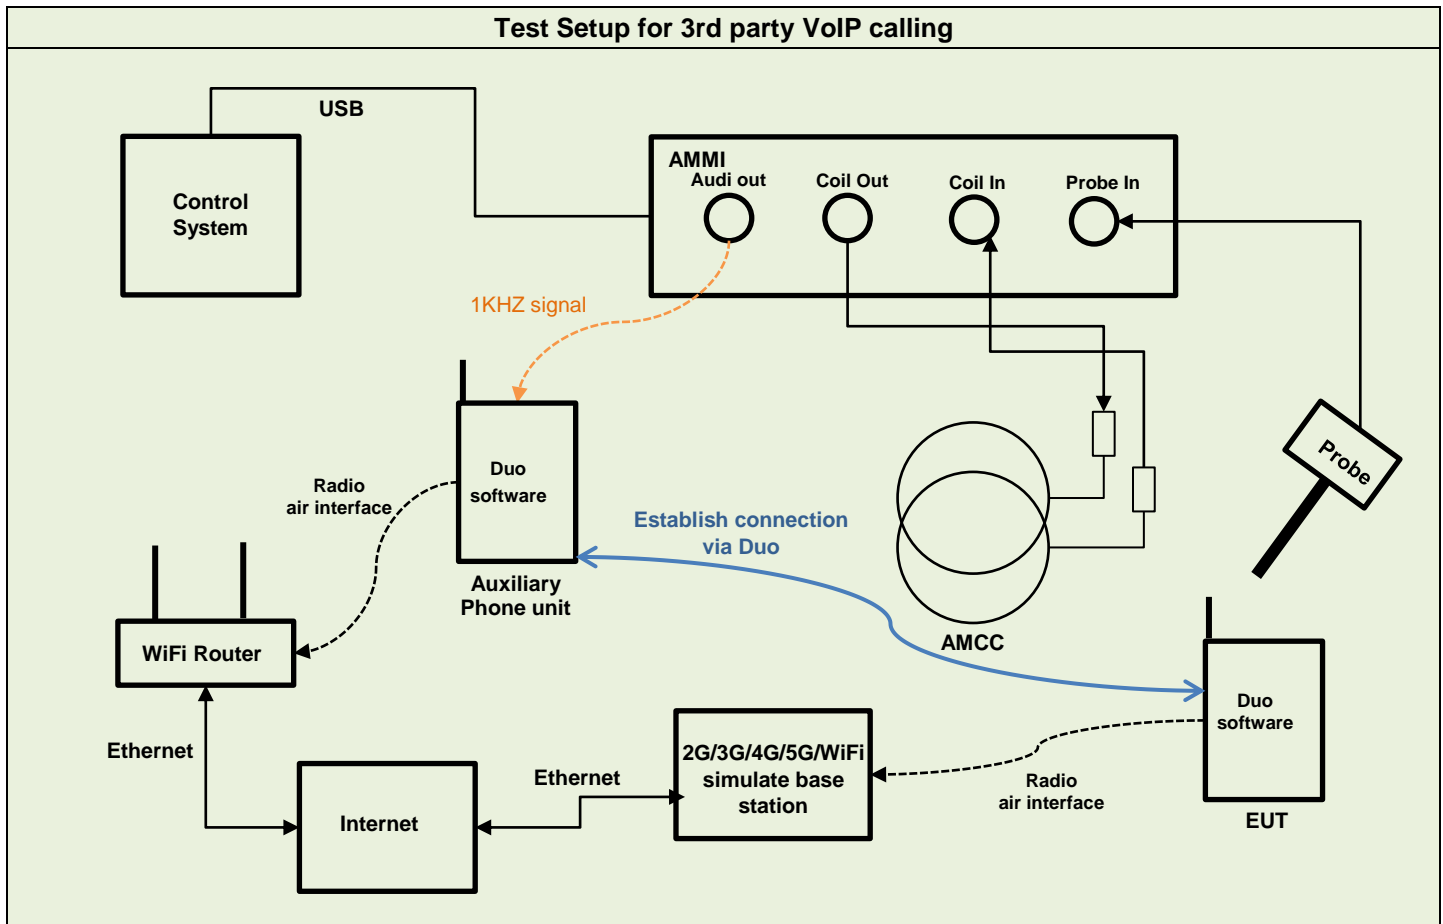 Test Setup for 3rd party VoIP calling
USB
Control
System
AMMI
Audi out
Coil Out
Coil In
Probe In
1KHZ signal
Probe
Duo
software
Radio
air interface
Establish connection
via Duo
Auxiliary
Phone unit
AMCC
WiFi Router
Duo
software
Ethernet
2G/3G/4G/5G/WiFi
simulate base
station
Ethernet
Radio
air interface
Internet
EUT